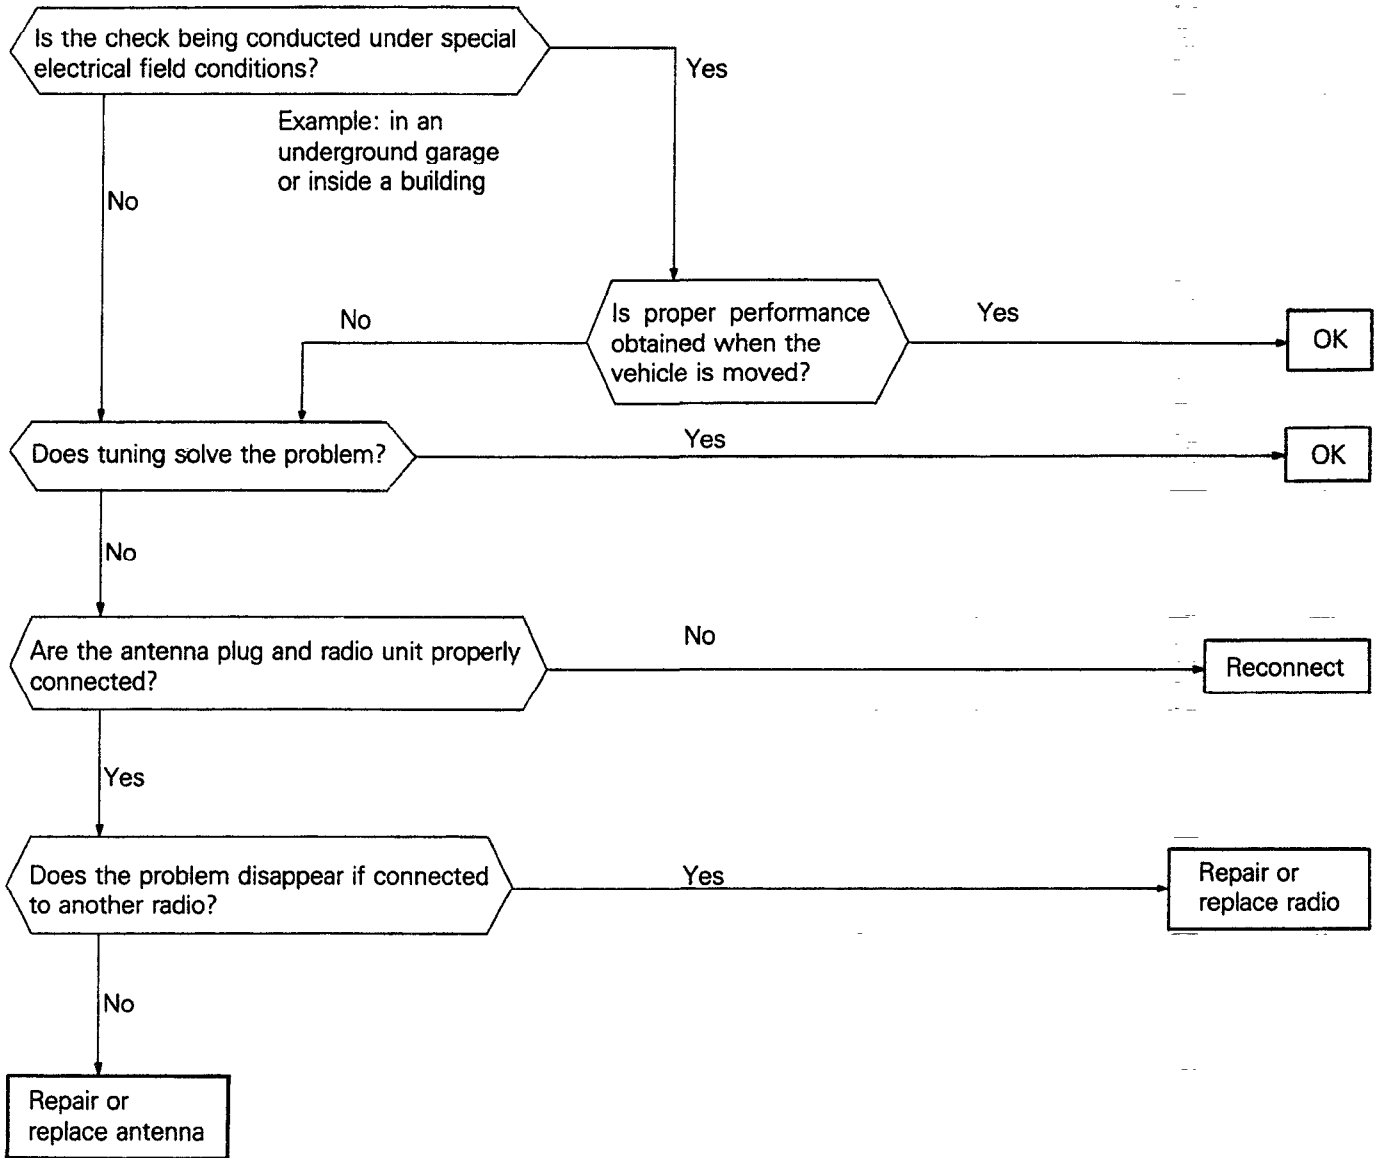 Is the check being conducted under special
electrical field conditions?
Yes
Example: in an
underground garage
or inside a building
No
Is proper performance
obtained when the
vehicle is moved?
No
Yes
OK
Does tuning solve the problem?
Yes
OK
No
Are the antenna plug and radio unit properly
connected?
No
Reconnect
Yes
Does the problem disappear if connected
to another radio?
Yes
Repair or
replace radio
No
Repair or
replace antenna